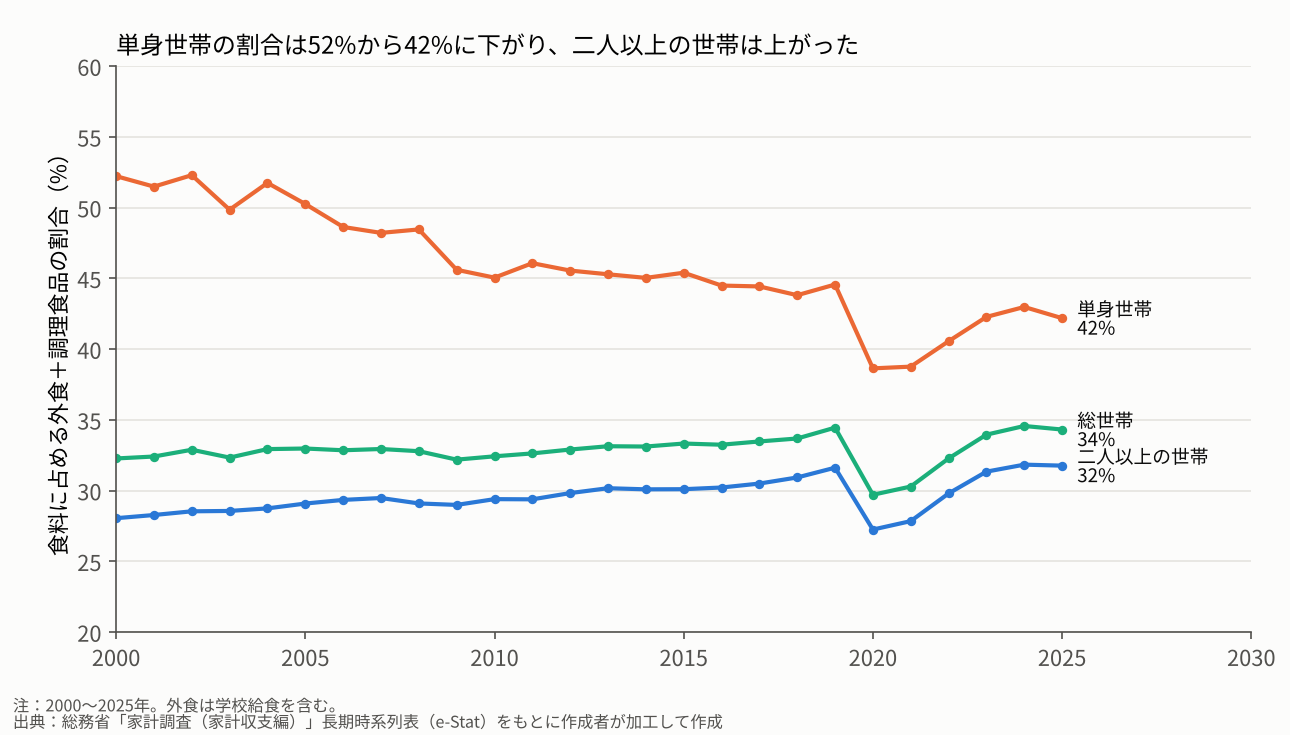 単身世帯の割合は52%から42%に下がり、二人以上の世帯は上がった
食料に占める外食＋調理食品の割合（%）
60
55
50
45
40
35
30
25
20
2000
2005
2010
2015
2020
2025
2030
単身世帯
42%
総世帯
34%
二人以上の世帯
32%
注：2000～2025年。外食は学校給食を含む。
出典：総務省「家計調査（家計収支編）」長期時系列表（e-Stat）をもとに作成者が加工して作成